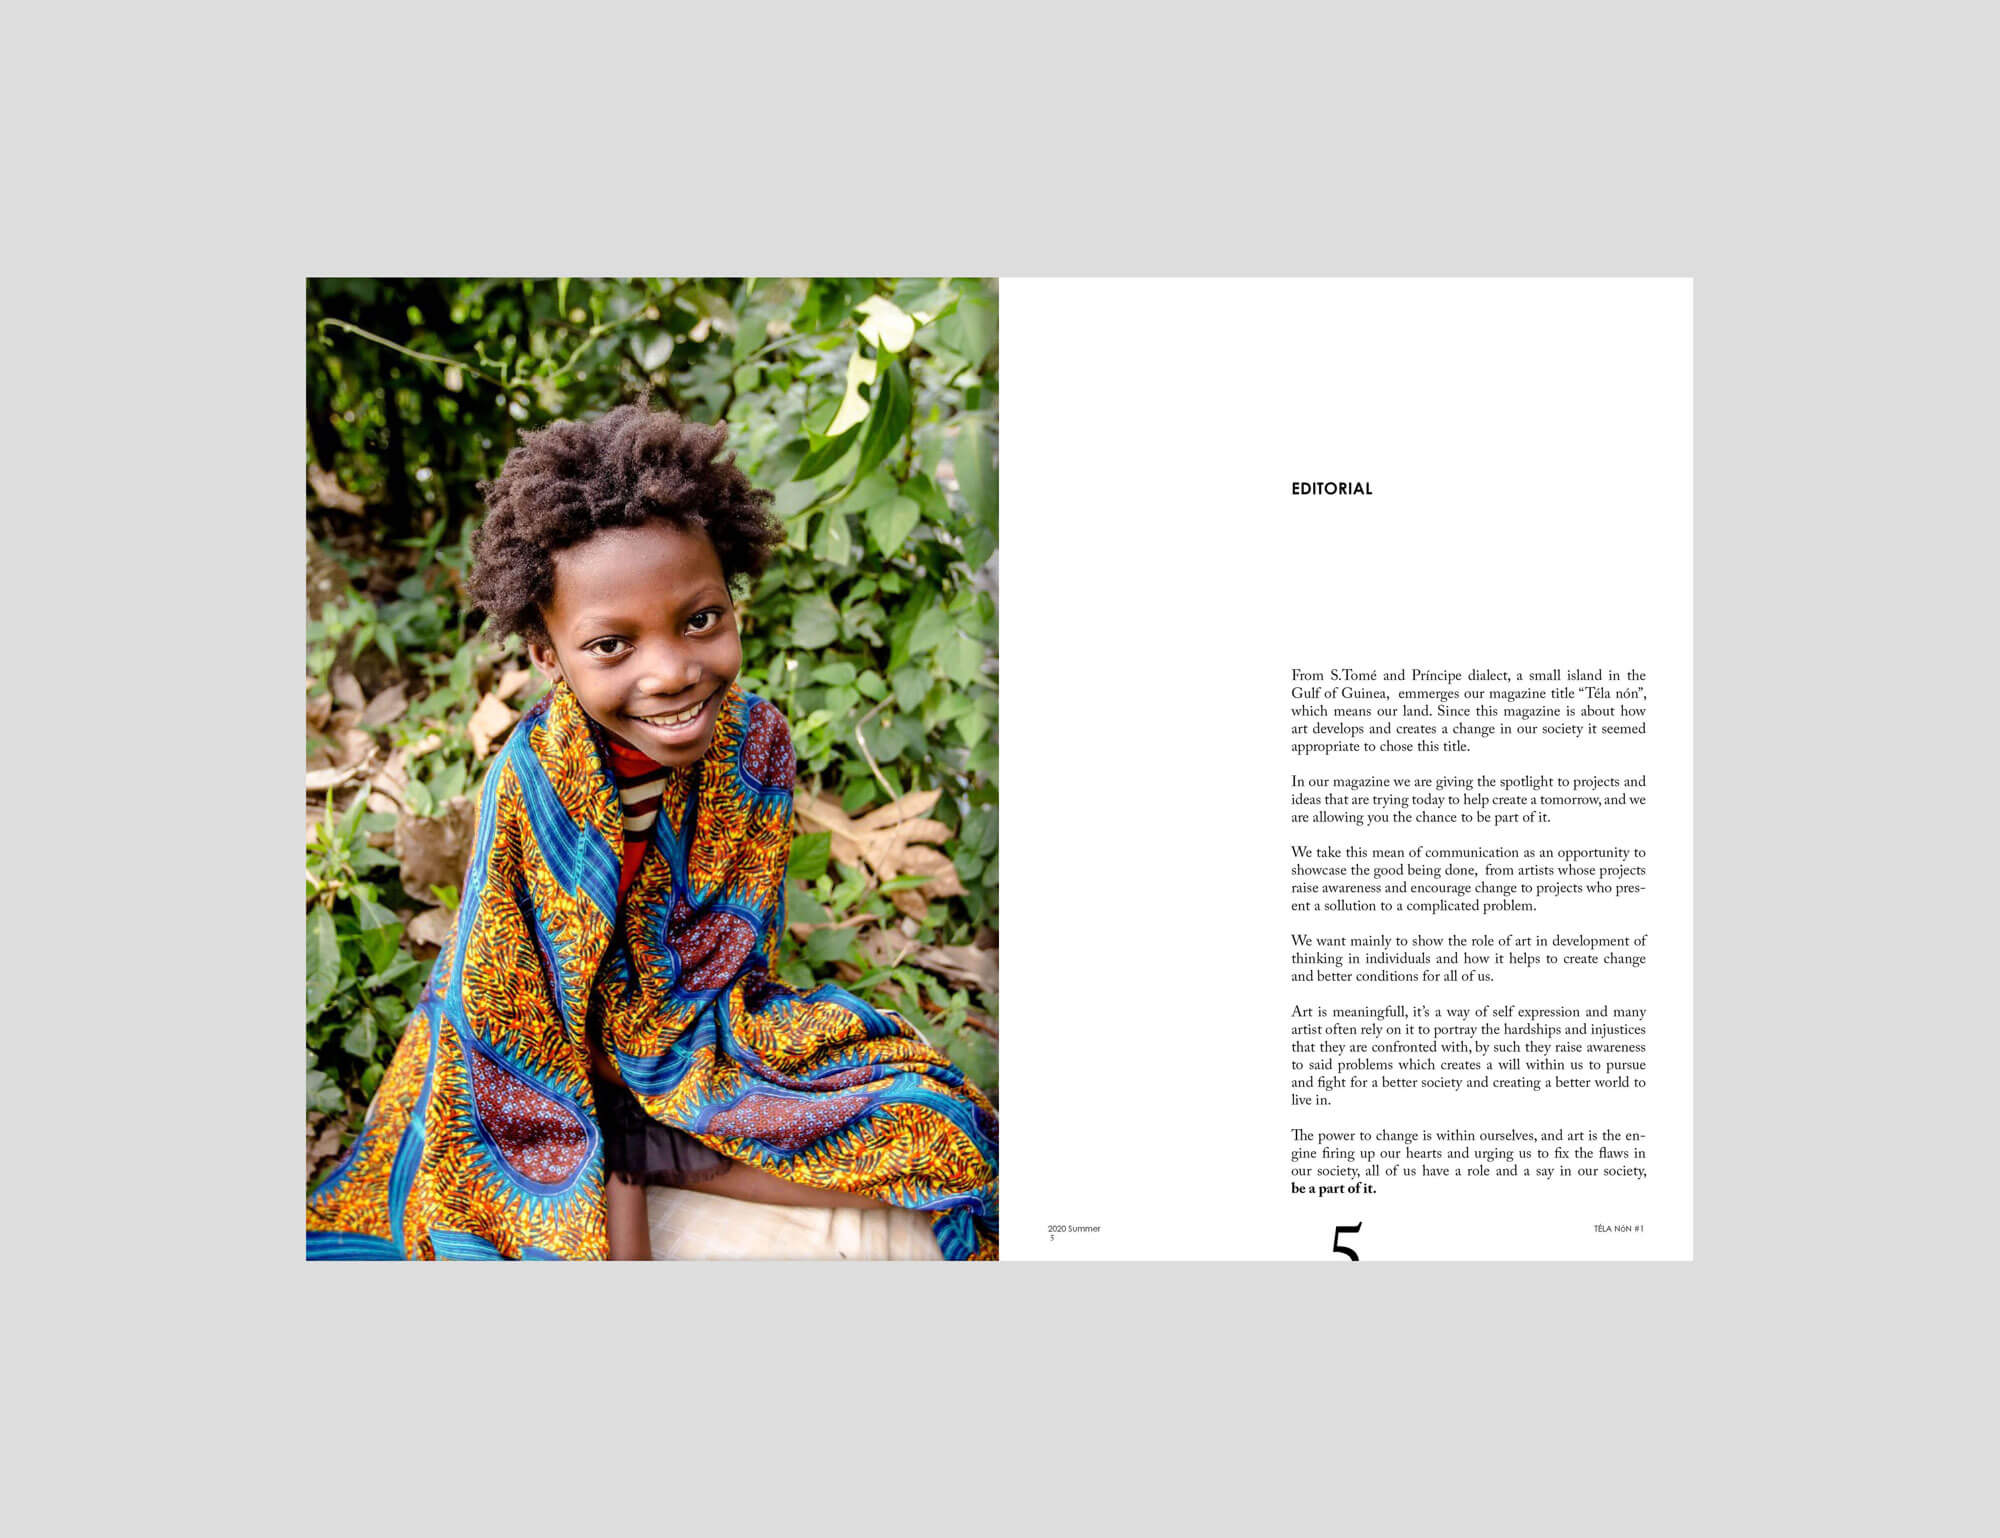 EDITORIAL
From S.Tomé and Príncipe dialect, a small island in the
Gulf of Guinea,  emmerges our magazine title “Téla nón”,
which means our land. Since this magazine is about how
art develops and creates a change in our society it seemed
appropriate to chose this title.
In our magazine we are giving the spotlight to projects and
ideas that are trying today to help create a tomorrow, and we
are allowing you the chance to be part of it.
We take this mean of communication as an opportunity to
showcase the good being done,  from artists whose projects
raise awareness and encourage change to projects who pres-
ent a sollution to a complicated problem.
We want mainly to show the role of art in development of
thinking in individuals and how it helps to create change
and better conditions for all of us.
Art is meaningfull, it’s a way of self expression and many
artist often rely on it to portray the hardships and injustices
that they are confronted with, by such they raise awareness
to said problems which creates a will within us to pursue
and fight for a better society and creating a better world to
live in.
The power to change is within ourselves, and art is the en-
gine firing up our hearts and urging us to fix the flaws in
our society, all of us have a role and a say in our society,
be a part of it.
2020 Summer
5
5
TÉLA NóN #1